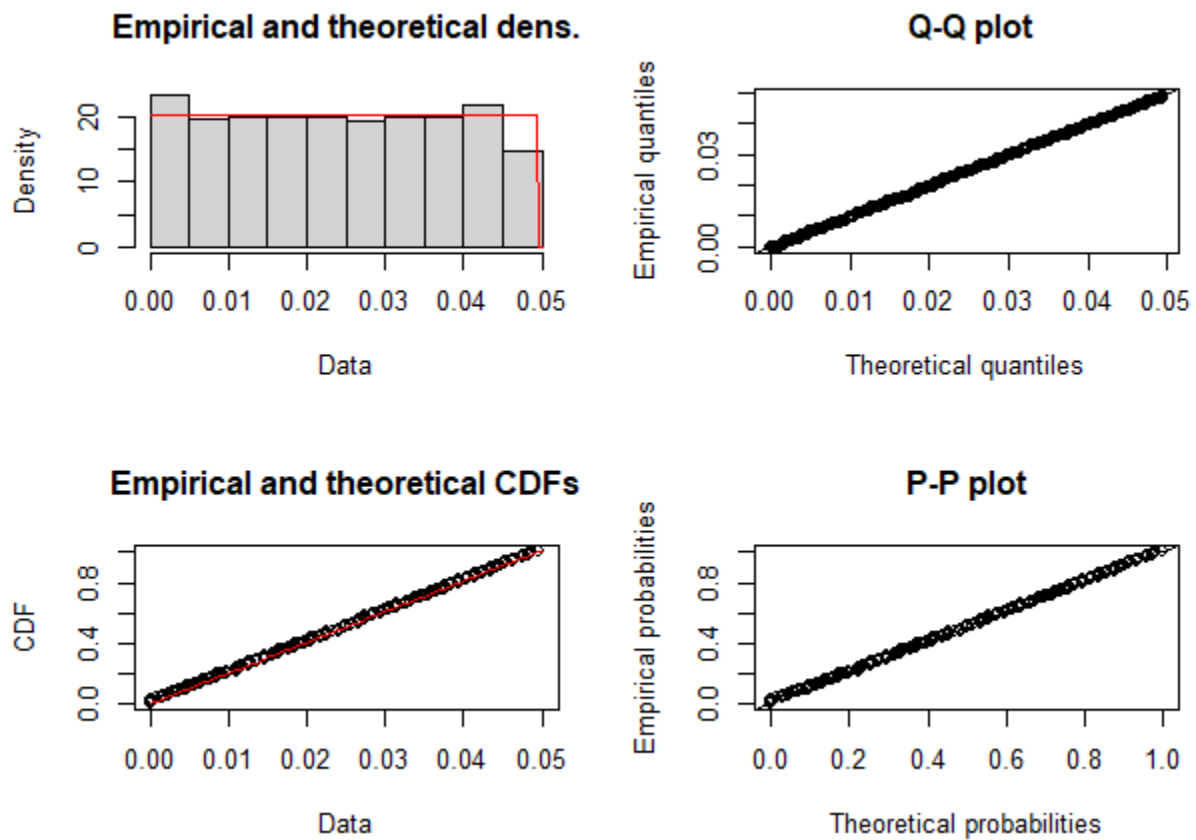 Empirical and theoretical dens.
Density
0 10 20
0.00 0.01 0.02 0.03 0.04 0.05
Data
Q-Q plot
Empirical quantiles
0.00 0.03
0.00 0.01 0.02 0.03 0.04 0.05
Theoretical quantiles
Empirical and theoretical CDFs
CDF
0.0 0.4 0.8
0.00 0.01 0.02 0.03 0.04 0.05
Data
P-P plot
Empirical probabilities
0.0 0.4 0.8
0.0 0.2 0.4 0.6 0.8 1.0
Theoretical probabilities